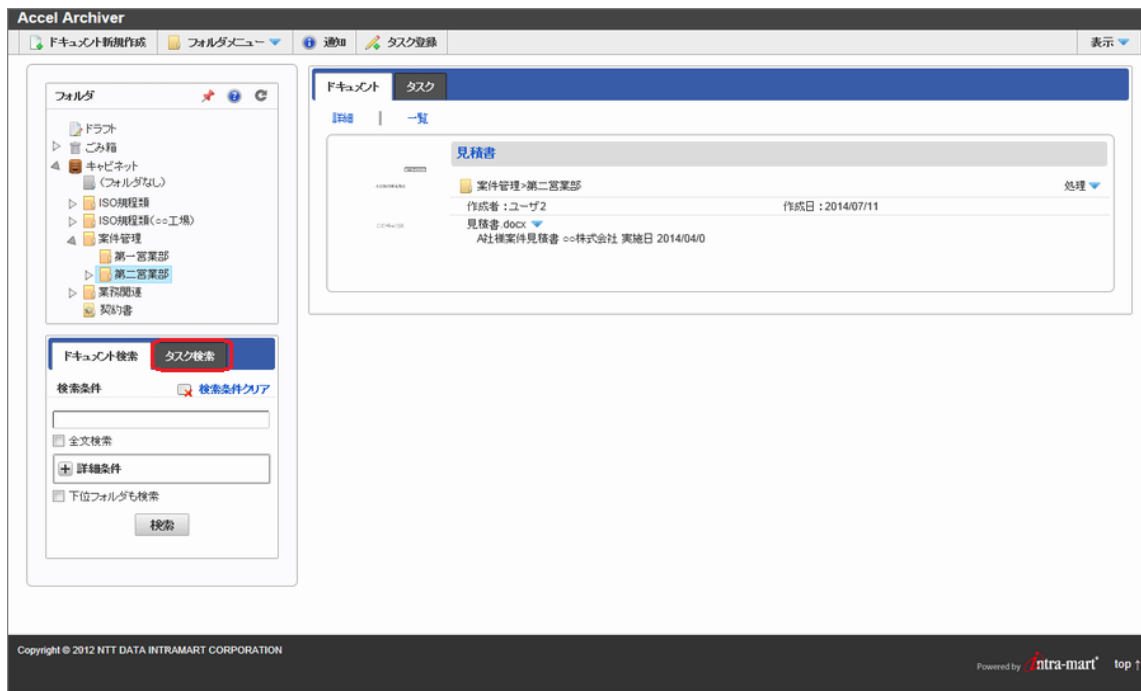 Accel Archiver
ドキュメント新規作成 フォルダメニュー 通知 タスク登録 表示
フォルダ
ドラフト
ごみ箱
キャビネット
(フォルダなし)
ISO規程類
ISO規程類(○○工場)
案件管理
第一営業部
第二営業部
業務関連
契約書
ドキュメント検索 タスク検索
検索条件 検索条件クリア
全文検索
詳細条件
下位フォルダも検索
検索
ドキュメント タスク
詳細 | 一覧
見積書
案件管理>第二営業部 処理
作成者:ユーザ2 作成日:2014/07/11
見積書.docx
A社様案件見積書 ○○株式会社 実施日 2014/04/0
Copyright © 2012 NTT DATA INTRAMART CORPORATION
Powered by intra-mart top ↑